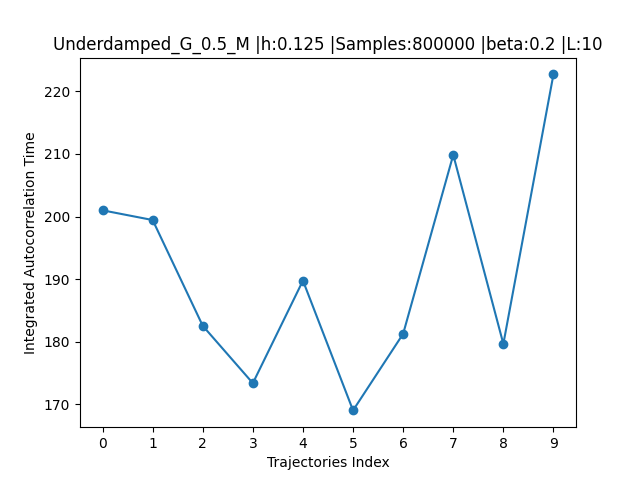 Underdamped_G_0.5_M |h:0.125 |Samples:800000 |beta:0.2 |L:10
220
210
200
190
180
170
Integrated Autocorrelation Time
0 1 2 3 4 5 6 7 8 9
Trajectories Index